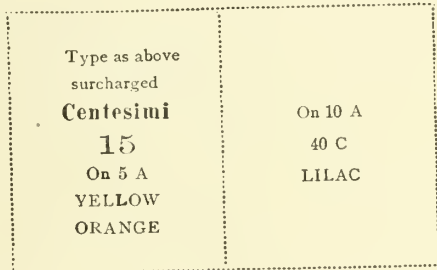 Type as above
surcharged
Centesimi
15
On 5 A
YELLOW
ORANGE
On 10 A
40 C
LILAC